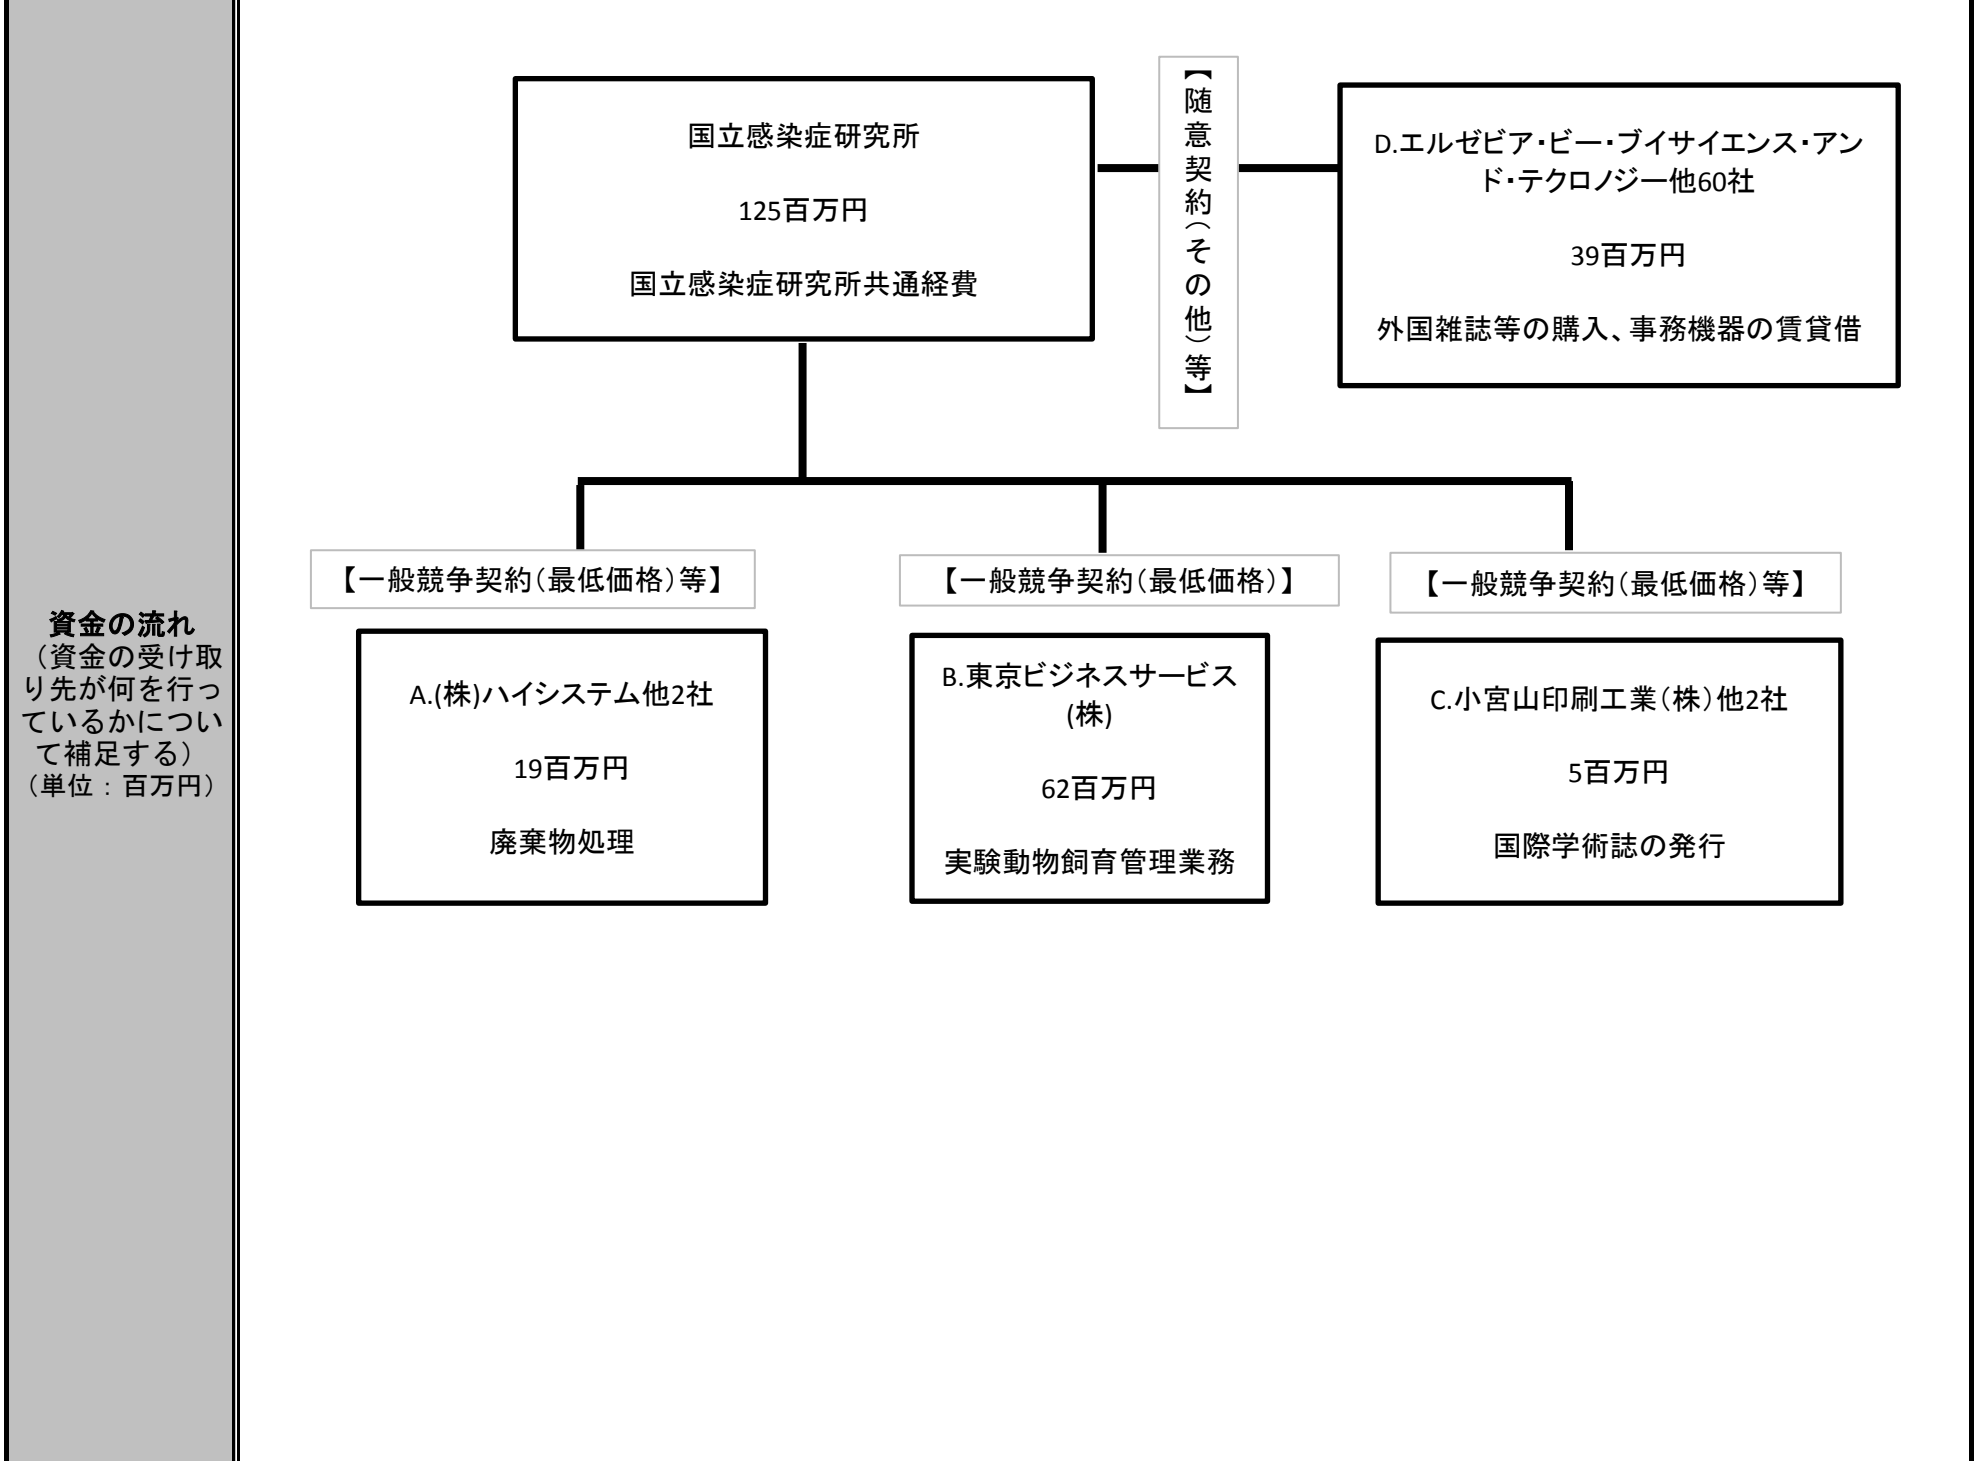 資金の流れ
（資金の受け取
り先が何を行っ
ているかについ
て補足する）
（単位：百万円）
国立感染症研究所
125百万円
国立感染症研究所共通経費
【随意契約（その他）等】
D.エルゼビア・ビー・ブイサイエンス・アン
ド・テクロノジー他60社
39百万円
外国雑誌等の購入、事務機器の賃貸借
【一般競争契約（最低価格）等】
A.(株)ハイシステム他2社
19百万円
廃棄物処理
【一般競争契約（最低価格）】
B.東京ビジネスサービス
(株)
62百万円
実験動物飼育管理業務
【一般競争契約（最低価格）等】
C.小宮山印刷工業（株）他2社
5百万円
国際学術誌の発行